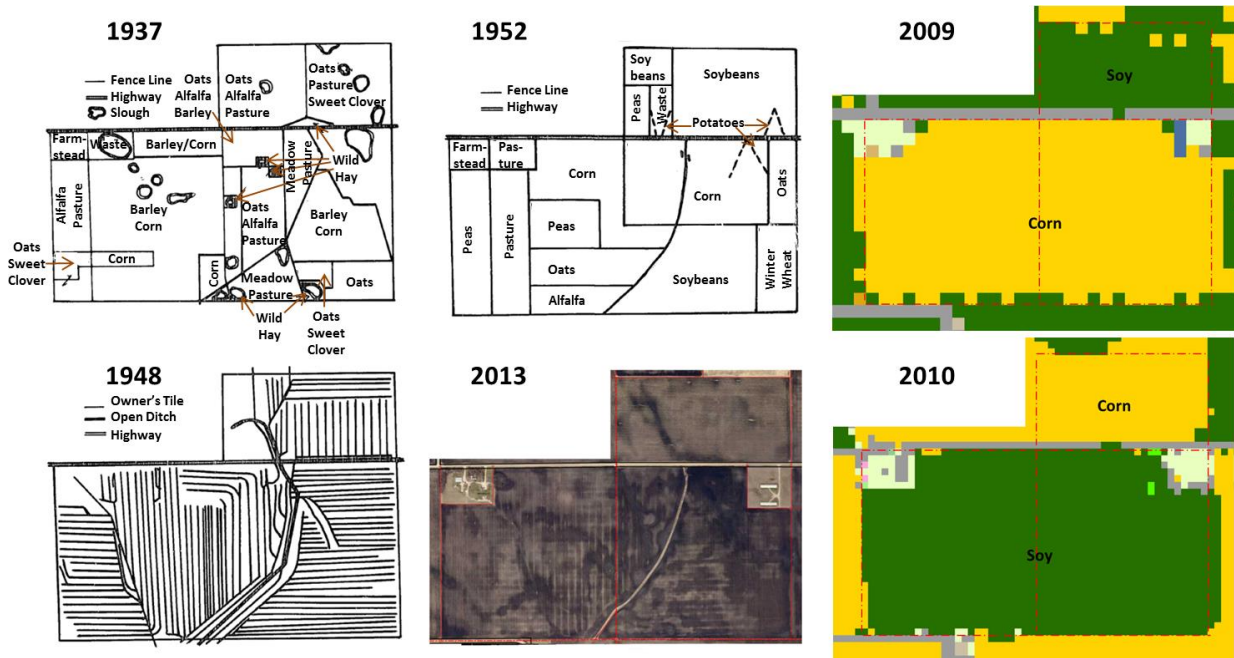 1937
Fence Line
Highway
Slough
Oats
Alfalfa
Barley
Oats
Alfalfa
Pasture
Oats
Pasture
Sweet Clover
Farm-
stead
Waste
Barley/Corn
Meadow
Pasture
Wild
Hay
Alfalfa
Pasture
Barley
Corn
Oats
Alfalfa
Pasture
Barley
Corn
Oats
Sweet
Clover
Corn
Corn
Meadow
Pasture
Oats
Wild
Hay
Oats
Sweet
Clover
1952
Fence Line
Highway
Soy
beans
Soybeans
Peas
Waste
Potatoes
Farm-
stead
Pas-
ture
Corn
Corn
Oats
Peas
Pasture
Peas
Oats
Alfalfa
Soybeans
Winter
Wheat
2009
Soy
Corn
1948
Owner's Tile
Open Ditch
Highway
2013
2010
Corn
Soy